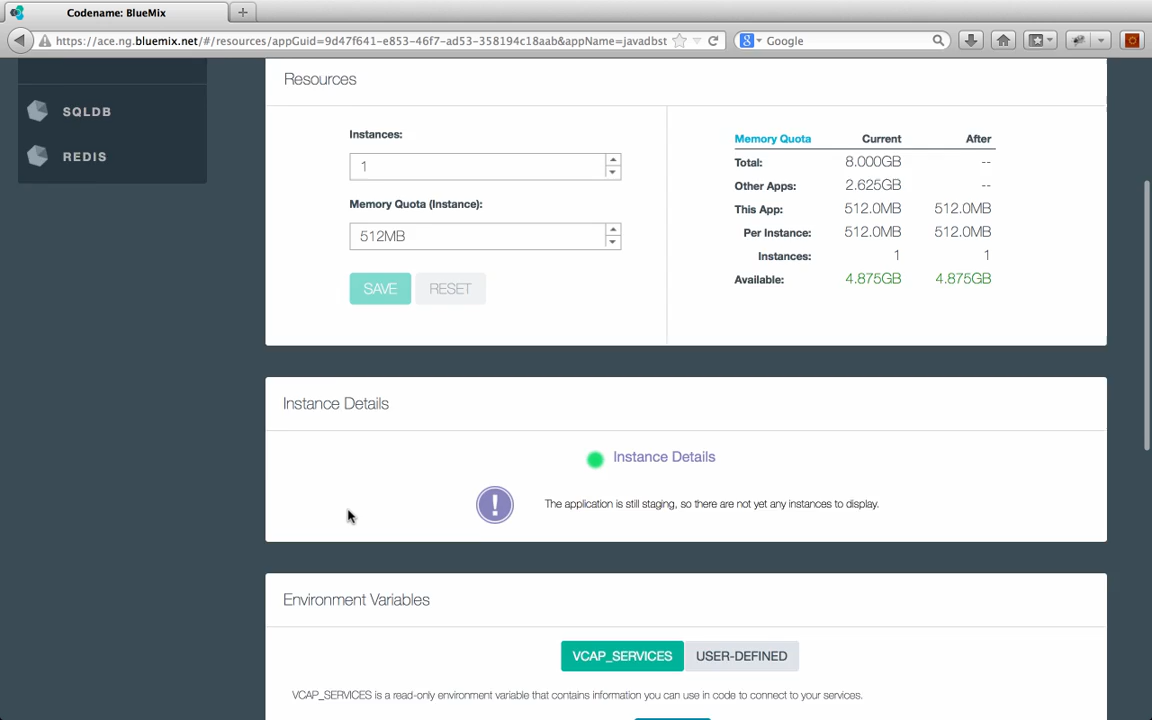 Codename: BlueMix
https://ace.ng.bluemix.net/#/resources/appGuid=9d47f641-e853-46f7-ad53-358194c18aab&appName=javadbst
Google
SQLDB
REDIS
Resources
Instances:
1
Memory Quota (Instance):
512MB
SAVE RESET
Memory Quota Current After
Total: 8.000GB --
Other Apps: 2.625GB --
This App: 512.0MB 512.0MB
Per Instance: 512.0MB 512.0MB
Instances: 1 1
Available: 4.875GB 4.875GB
Instance Details
Instance Details
The application is still staging, so there are not yet any instances to display.
Environment Variables
VCAP_SERVICES USER-DEFINED
VCAP_SERVICES is a read-only environment variable that contains information you can use in code to connect to your services.